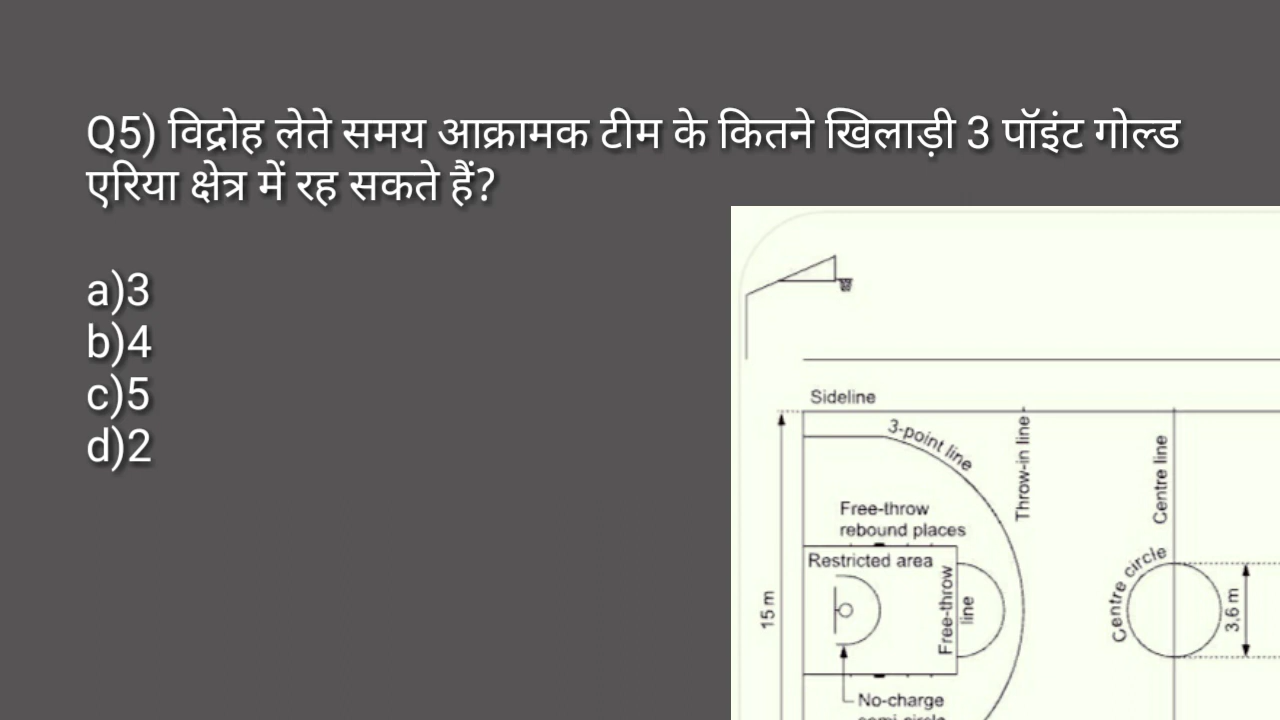 Q5) विद्रोह लेते समय आक्रामक टीम के कितने खिलाड़ी 3 पॉइंट गोल्ड
एरिया क्षेत्र में रह सकते हैं?
a)3
b)4
c)5
d)2
Sideline
3-point line
Throw-in line
Centre line
Free-throw
rebound places
Restricted area
Free-throw
line
Centre circle
3,6 m
15 m
No-charge
semi-circle